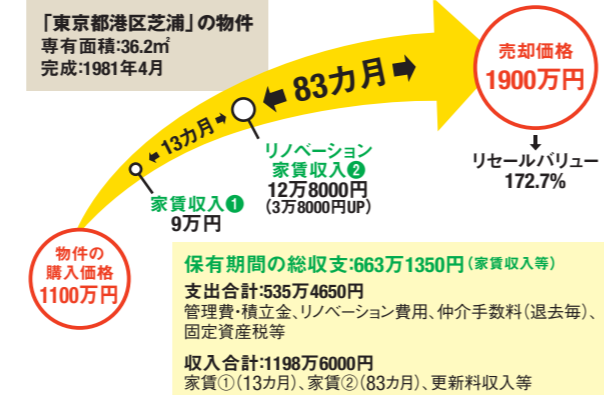 「東京都港区芝浦」の物件
専有面積:36.2㎡
完成:1981年4月
売却価格
1900万円
83カ月
13カ月
リセールバリュー
172.7%
リノベーション
家賃収入❷
12万8000円
(3万8000円UP)
家賃収入❶
9万円
物件の
購入価格
1100万円
保有期間の総収支:663万1350円(家賃収入等)
支出合計:535万4650円
管理費・積立金、リノベーション費用、仲介手数料(退去毎)、
固定資産税等
収入合計:1198万6000円
家賃①(13カ月)、家賃②(83カ月)、更新料収入等